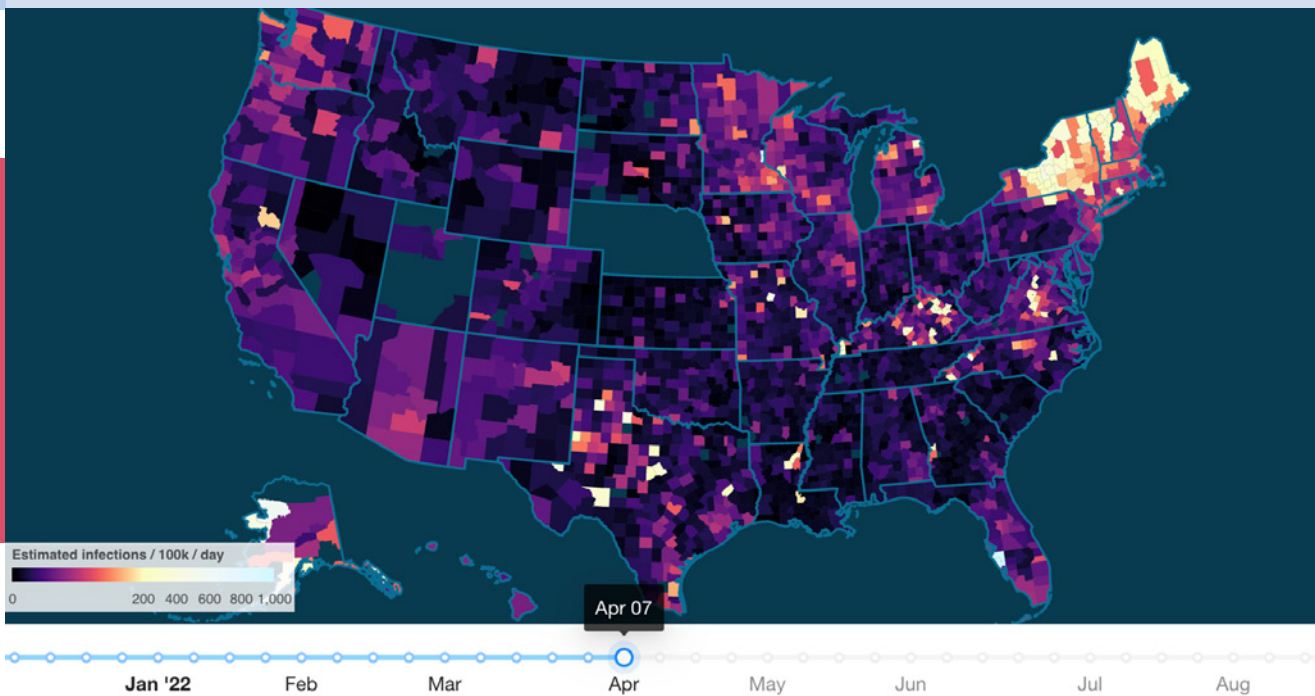 Estimated infections / 100k / day
0 200 400 600 800 1,000
Apr 07
Jan '22 Feb Mar Apr May Jun Jul Aug